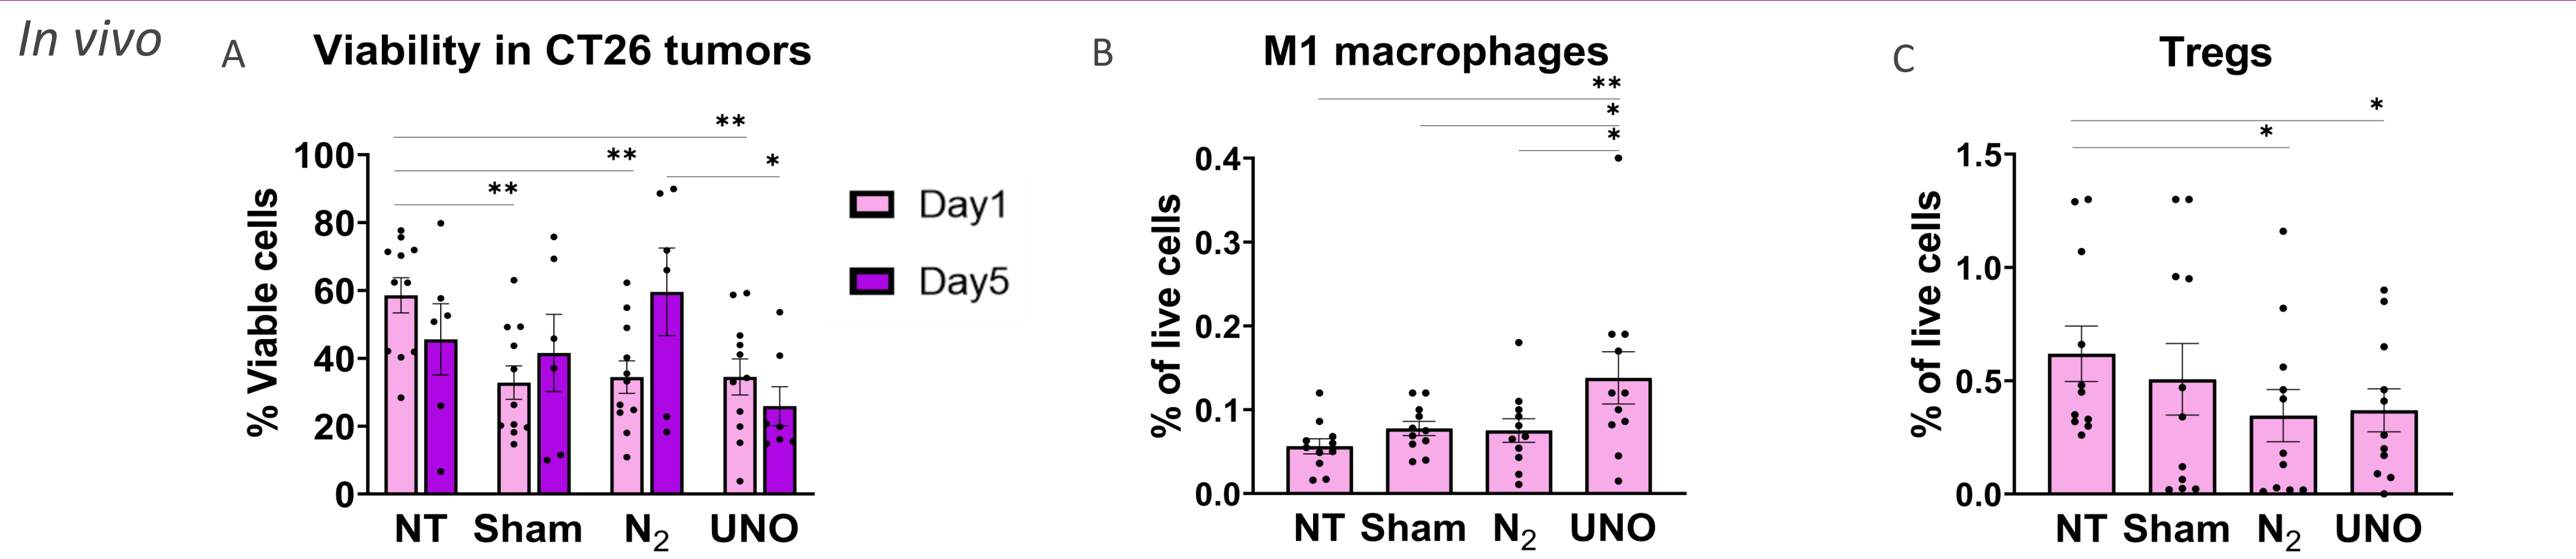 In vivo
A
Viability in CT26 tumors
% Viable cells
100
80
60
40
20
0
**
**
**
*
NT Sham N2 UNO
Day1
Day5
B
M1 macrophages
% of live cells
0.4
0.3
0.2
0.1
0.0
**
*
*
NT Sham N2 UNO
C
Tregs
% of live cells
1.5
1.0
0.5
0.0
*
*
NT Sham N2 UNO